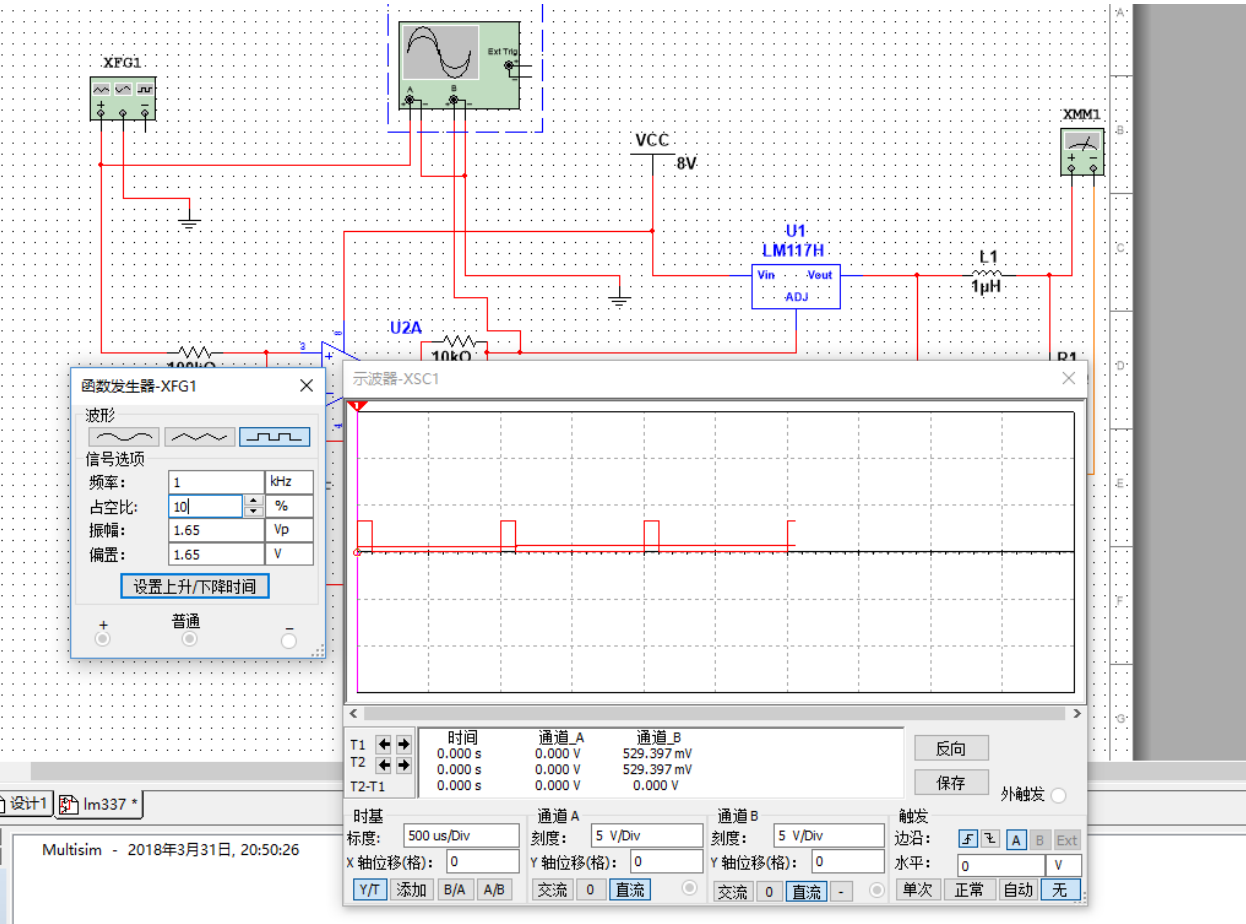 A
XFG1
Ext Trig
A
B
XMM1
B
VCC
8V
U1
LM117H
C
L1
Vin
Vout
1µH
ADJ
U2A
10kΩ
R1
D
3
8
100kΩ
函数发生器-XFG1
示波器-XSC1
波形
4
信号选项
频率： 1 kHz
E
占空比: 10 %
振幅: 1.65 Vp
偏置： 1.65 V
设置上升/下降时间
F
+ 普通 −
G
时间 通道_A 通道_B
T1 0.000 s 0.000 V 529.397 mV
T2 0.000 s 0.000 V 529.397 mV
T2-T1 0.000 s 0.000 V 0.000 V
反向
保存
外触发
设计1
lm337 *
时基
通道 A
通道 B
触发
标度： 500 us/Div
刻度： 5 V/Div
刻度： 5 V/Div
边沿： A B Ext
X 轴位移(格)： 0
Y 轴位移(格)： 0
Y 轴位移(格)： 0
水平： 0 V
Y/T 添加 B/A A/B
交流 0 直流
交流 0 直流 -
单次 正常 自动 无
Multisim - 2018年3月31日, 20:50:26